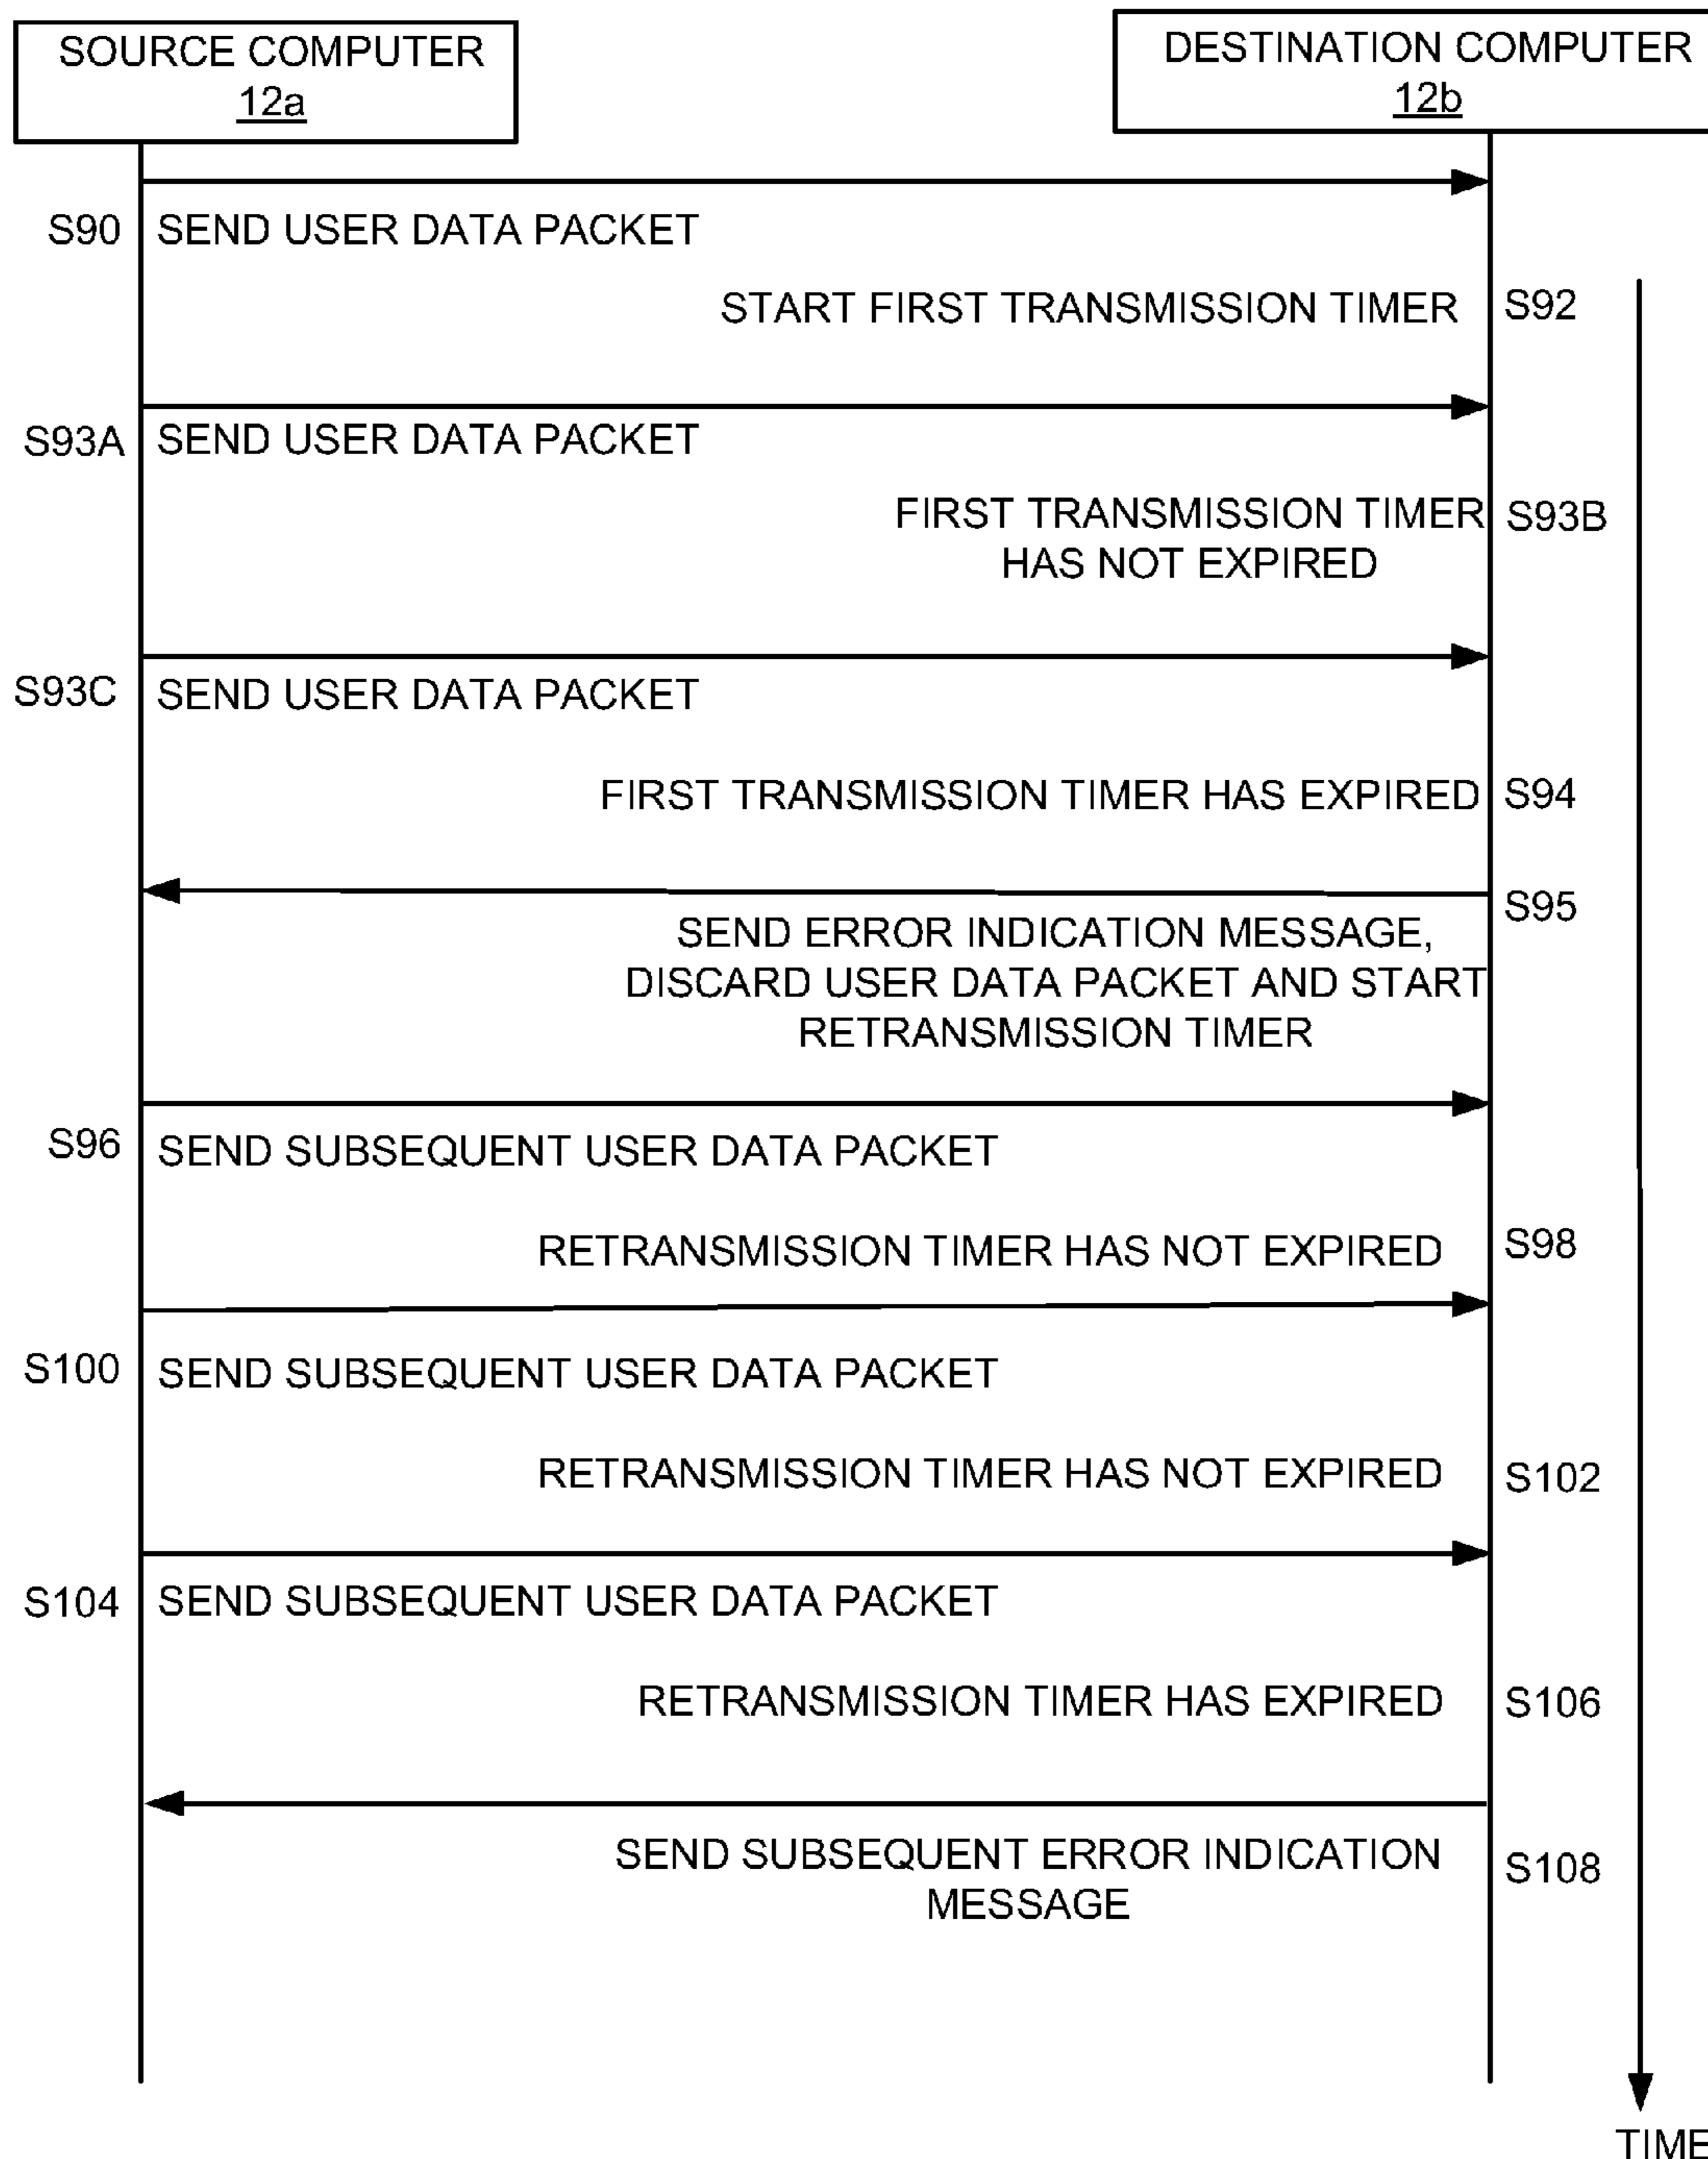 SOURCE COMPUTER
12a
DESTINATION COMPUTER
12b
S90 SEND USER DATA PACKET
START FIRST TRANSMISSION TIMER S92
S93A SEND USER DATA PACKET
FIRST TRANSMISSION TIMER S93B
HAS NOT EXPIRED
S93C SEND USER DATA PACKET
FIRST TRANSMISSION TIMER HAS EXPIRED S94
S95
SEND ERROR INDICATION MESSAGE,
DISCARD USER DATA PACKET AND START
RETRANSMISSION TIMER
S96 SEND SUBSEQUENT USER DATA PACKET
RETRANSMISSION TIMER HAS NOT EXPIRED S98
S100 SEND SUBSEQUENT USER DATA PACKET
RETRANSMISSION TIMER HAS NOT EXPIRED S102
S104 SEND SUBSEQUENT USER DATA PACKET
RETRANSMISSION TIMER HAS EXPIRED S106
SEND SUBSEQUENT ERROR INDICATION S108
MESSAGE
TIME